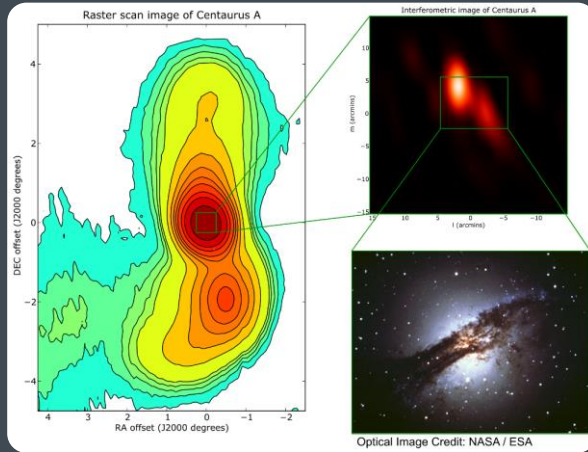 Raster scan image of Centaurus A
4
2
0
−2
−4
DEC offset (J2000 degrees)
4 3 2 1 0 −1 −2
RA offset (J2000 degrees)
Interferometric image of Centaurus A
10
5
0
−5
−10
−15
m (arcmins)
15 10 5 0 −5 −10
l (arcmins)
Optical Image Credit: NASA / ESA